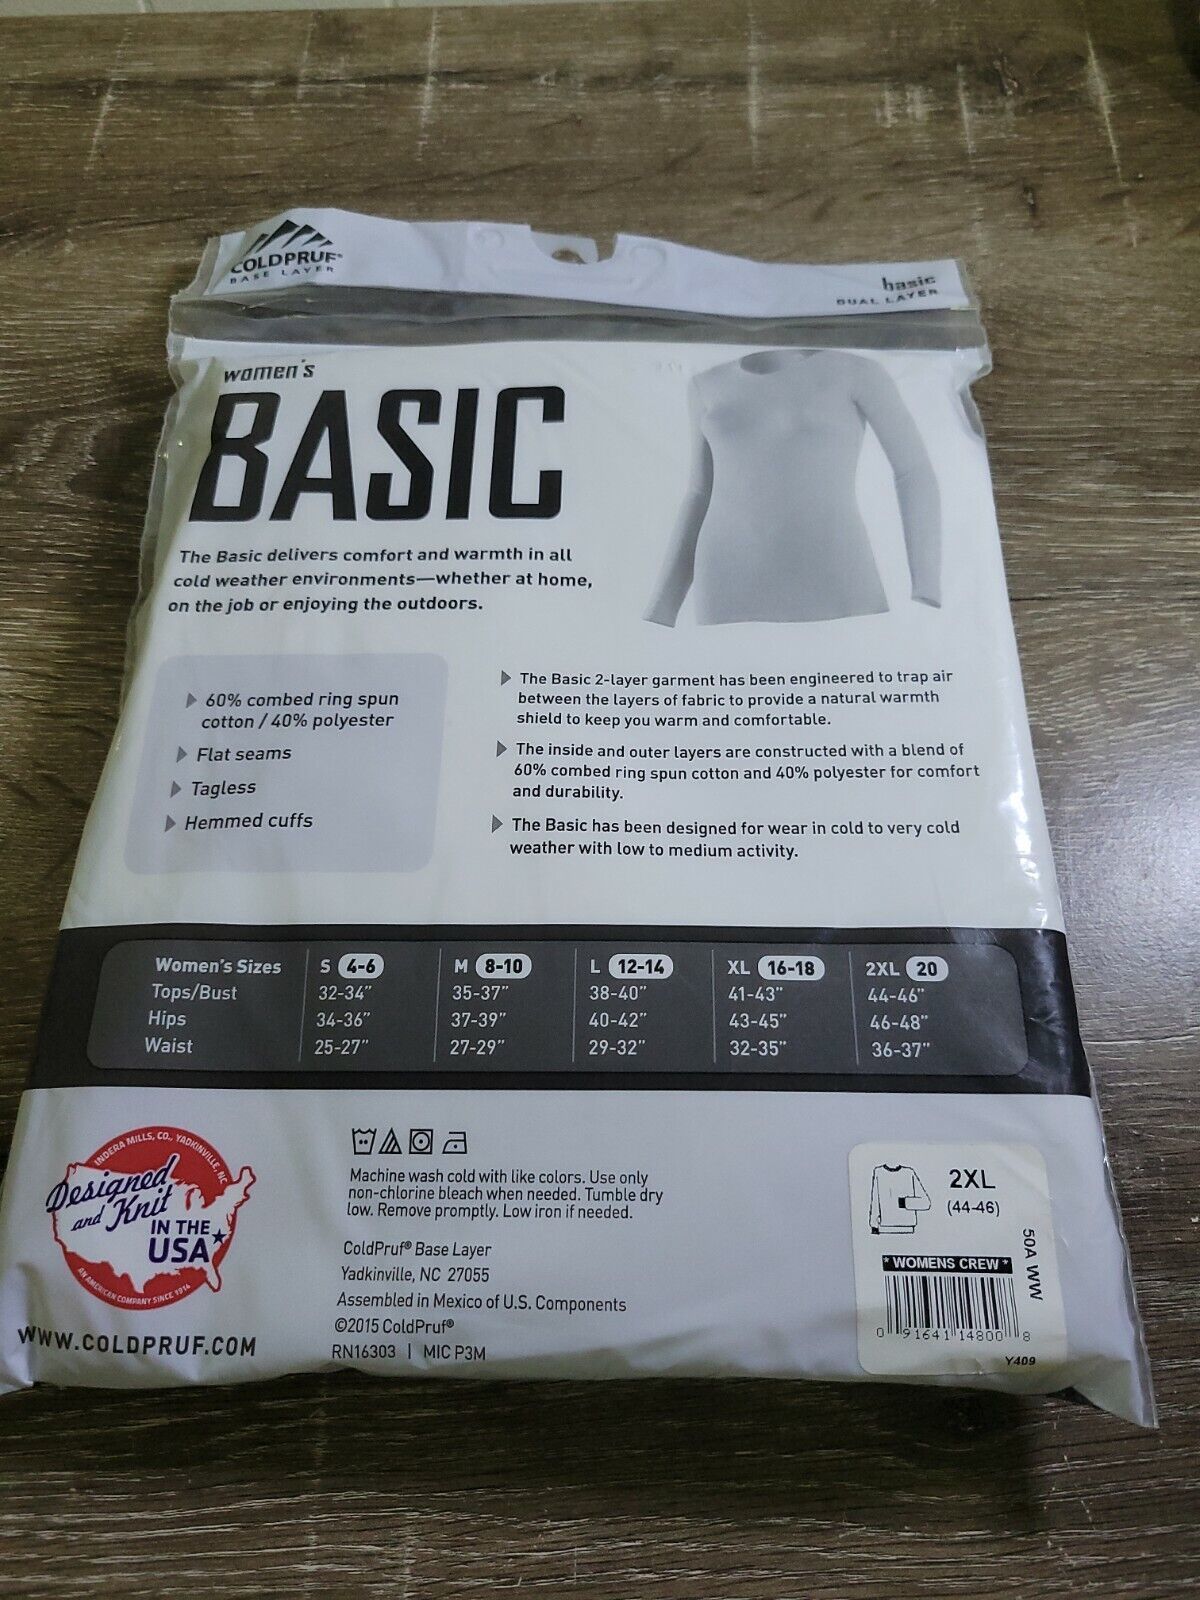 COLDPRUF®
BASE LAYER
basic
DUAL LAYER
women's
BASIC
The Basic delivers comfort and warmth in all
cold weather environments—whether at home,
on the job or enjoying the outdoors.
60% combed ring spun
cotton / 40% polyester
Flat seams
Tagless
Hemmed cuffs
The Basic 2-layer garment has been engineered to trap air
between the layers of fabric to provide a natural warmth
shield to keep you warm and comfortable.
The inside and outer layers are constructed with a blend of
60% combed ring spun cotton and 40% polyester for comfort
and durability.
The Basic has been designed for wear in cold to very cold
weather with low to medium activity.
Women's Sizes S 4-6 M 8-10 L 12-14 XL 16-18 2XL 20
Tops/Bust 32-34" 35-37" 38-40" 41-43" 44-46"
Hips 34-36" 37-39" 40-42" 43-45" 46-48"
Waist 25-27" 27-29" 29-32" 32-35" 36-37"
INDERA MILLS, CO., YADKINVILLE, NC
Designed
and Knit
IN THE
USA
AN AMERICAN COMPANY SINCE 1914
WWW.COLDPRUF.COM
Machine wash cold with like colors. Use only
non-chlorine bleach when needed. Tumble dry
low. Remove promptly. Low iron if needed.
ColdPruf® Base Layer
Yadkinville, NC 27055
Assembled in Mexico of U.S. Components
©2015 ColdPruf®
RN16303 | MIC P3M
2XL
(44-46)
50A WW
* WOMENS CREW *
0 91641 14800 8
Y409